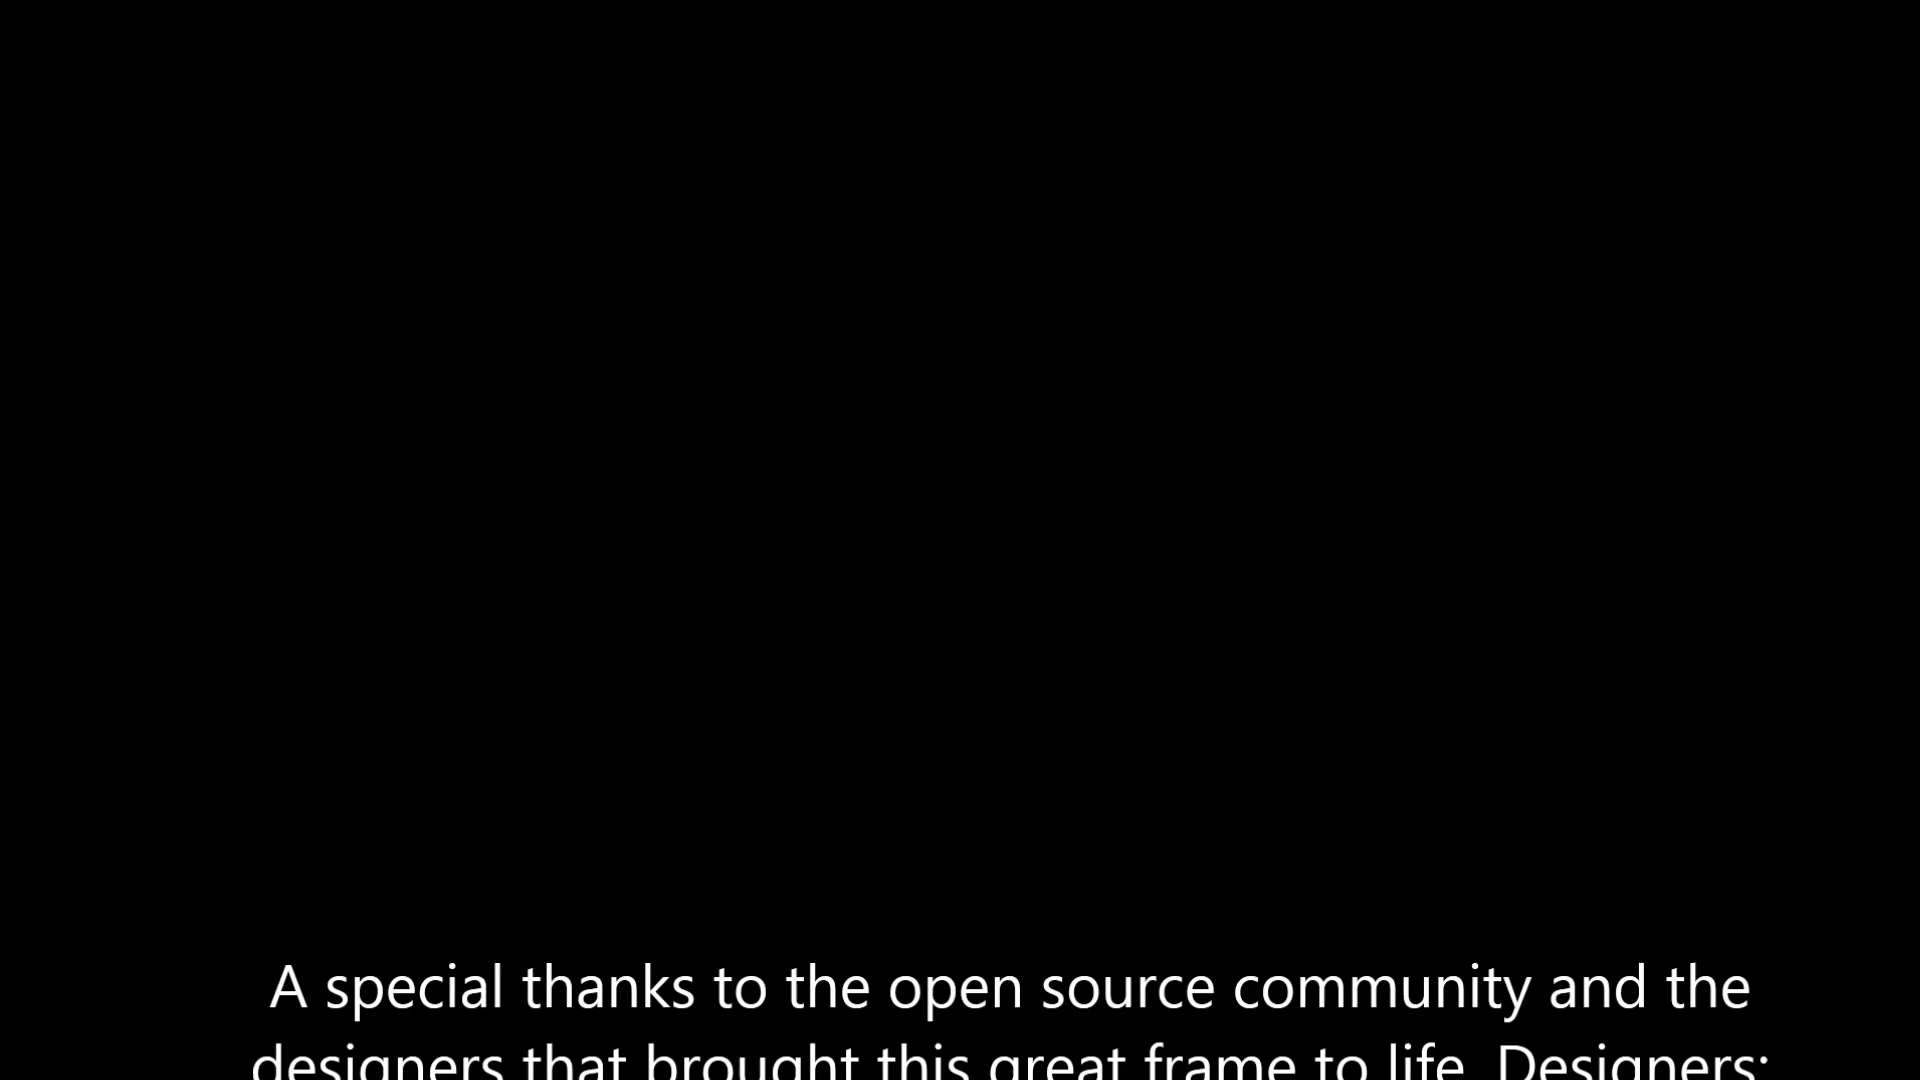 A special thanks to the open source community and the
designers that brought this great frame to life. Designers: